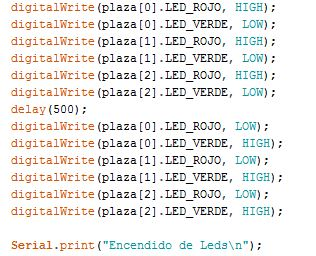 digitalWrite(plaza[0].LED_ROJO, HIGH);
digitalWrite(plaza[0].LED_VERDE, LOW);
digitalWrite(plaza[1].LED_ROJO, HIGH);
digitalWrite(plaza[1].LED_VERDE, LOW);
digitalWrite(plaza[2].LED_ROJO, HIGH);
digitalWrite(plaza[2].LED_VERDE, LOW);
delay(500);
digitalWrite(plaza[0].LED_ROJO, LOW);
digitalWrite(plaza[0].LED_VERDE, HIGH);
digitalWrite(plaza[1].LED_ROJO, LOW);
digitalWrite(plaza[1].LED_VERDE, HIGH);
digitalWrite(plaza[2].LED_ROJO, LOW);
digitalWrite(plaza[2].LED_VERDE, HIGH);
Serial.print("Encendido de Leds\n");